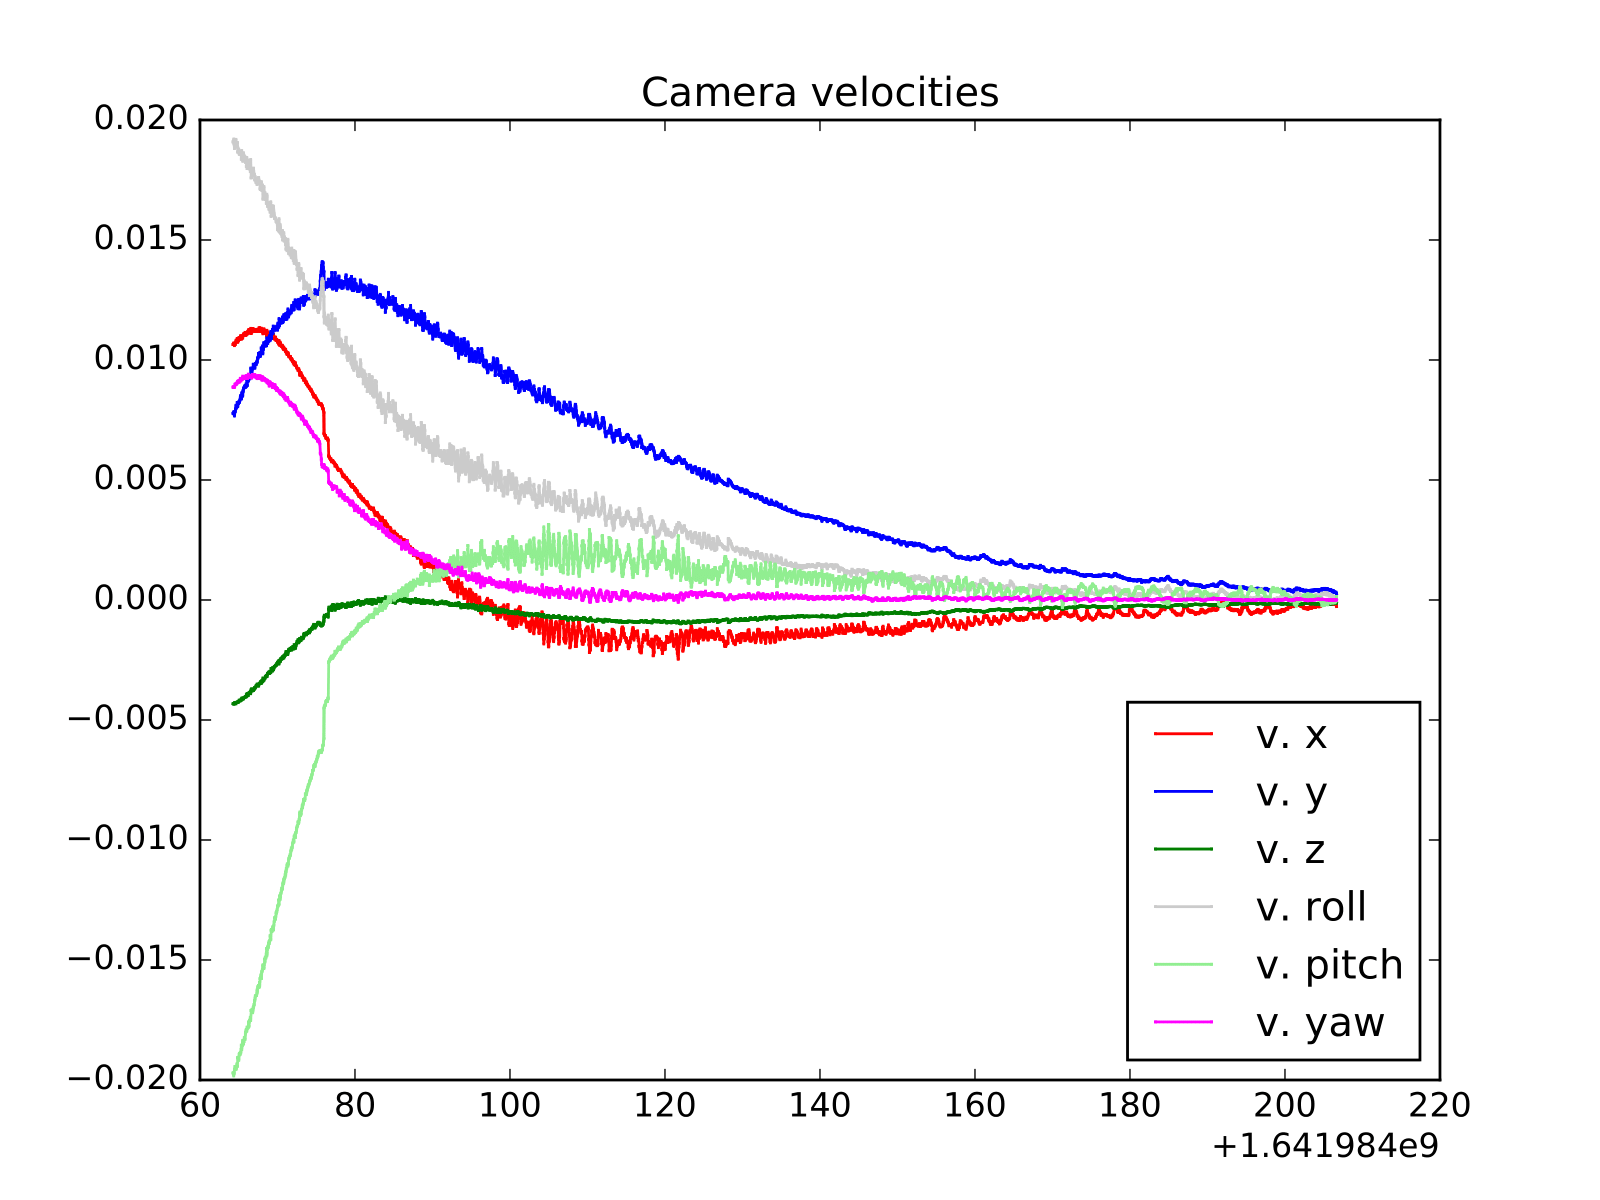 Camera velocities
0.020
0.015
0.010
0.005
0.000
−0.005
−0.010
−0.015
−0.020
60 80 100 120 140 160 180 200 220
+1.641984e9
v. x
v. y
v. z
v. roll
v. pitch
v. yaw